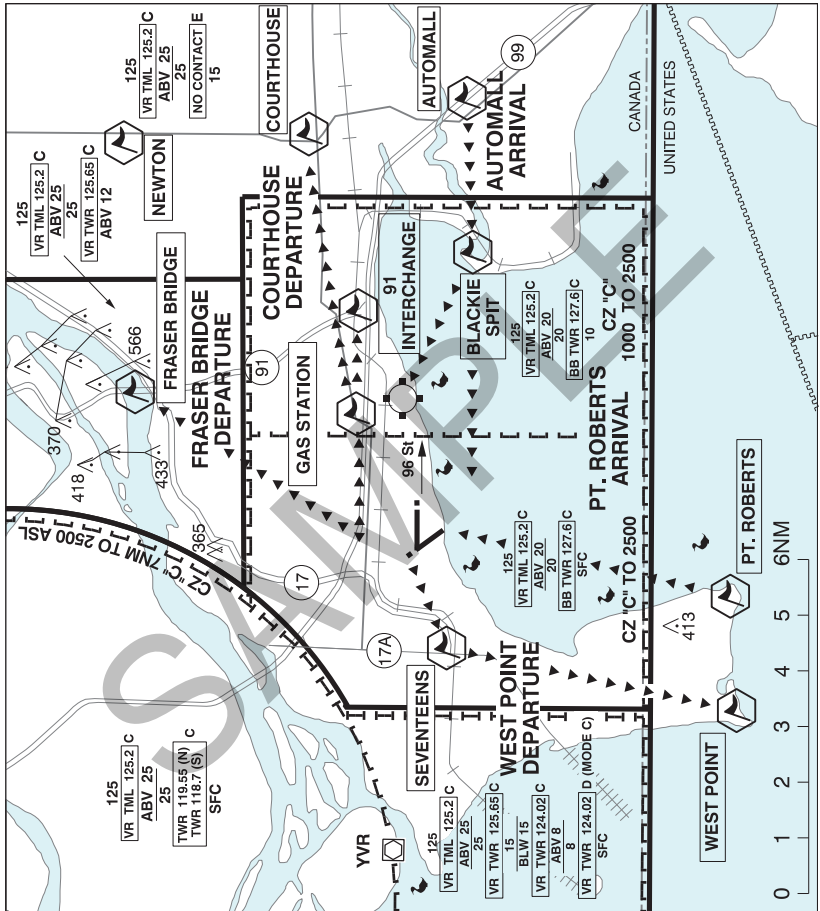 125
VR TML 125.2 C
ABV 25
25
NO CONTACT E
15
COURTHOUSE
AUTOMALL
99
AUTOMALL
ARRIVAL
CANADA
UNITED STATES
NEWTON
125
VR TML 125.2 C
ABV 25
25
VR TWR 125.65 C
ABV 12
COURTHOUSE
DEPARTURE
91
INTERCHANGE
BLACKIE
SPIT
125
VR TML 125.2 C
ABV 20
20
BB TWR 127.6 C
10
CZ "C"
1000 TO 2500
566
FRASER BRIDGE
FRASER BRIDGE
DEPARTURE
91
GAS STATION
96 St
370
418
433
365
CZ "C" 7NM TO 2500 ASL
PT. ROBERTS
ARRIVAL
125
VR TML 125.2 C
ABV 20
20
BB TWR 127.6 C
SFC
CZ "C" TO 2500
PT. ROBERTS
413
17
17A
SEVENTEENS
WEST POINT
DEPARTURE
WEST POINT
125
VR TML 125.2 C
ABV 25
25
TWR 119.55 (N) C
TWR 118.7 (S)
SFC
YVR
125
VR TML 125.2 C
ABV 25
25
VR TWR 125.65 C
15
BLW 15
VR TWR 124.02 C
ABV 8
8
VR TWR 124.02 D (MODE C)
SFC
0 1 2 3 4 5 6NM
SAMPLE